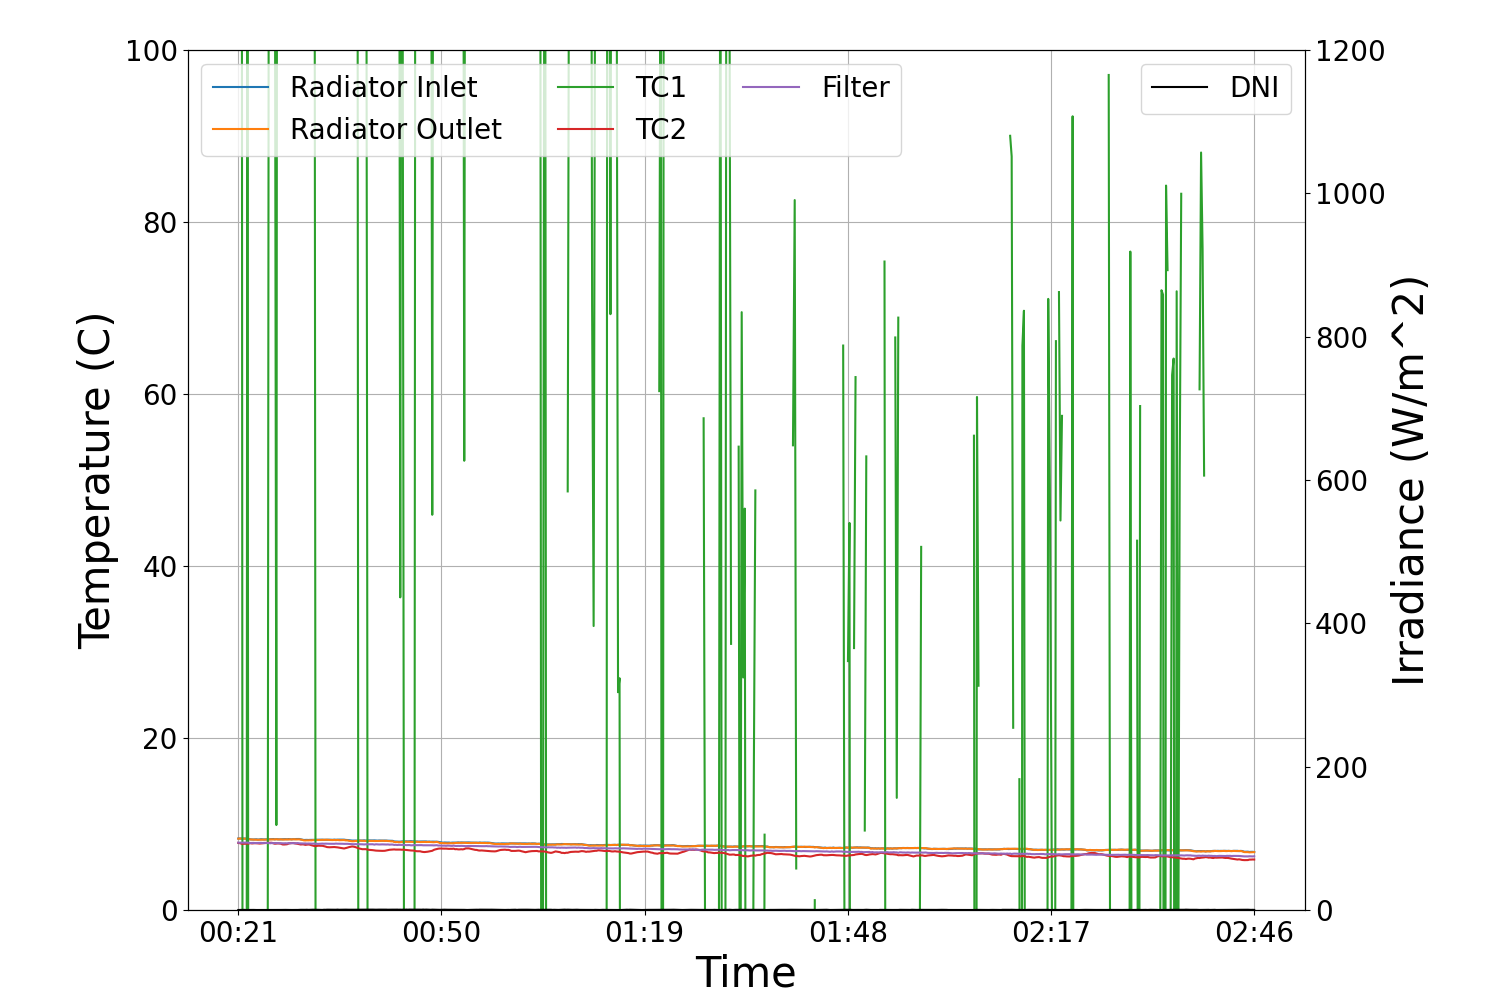 100
80
60
40
20
0
Temperature (C)
Radiator Inlet
Radiator Outlet
TC1
TC2
Filter
DNI
1200
1000
800
600
400
200
0
Irradiance (W/m^2)
00:21 00:50 01:19 01:48 02:17 02:46
Time